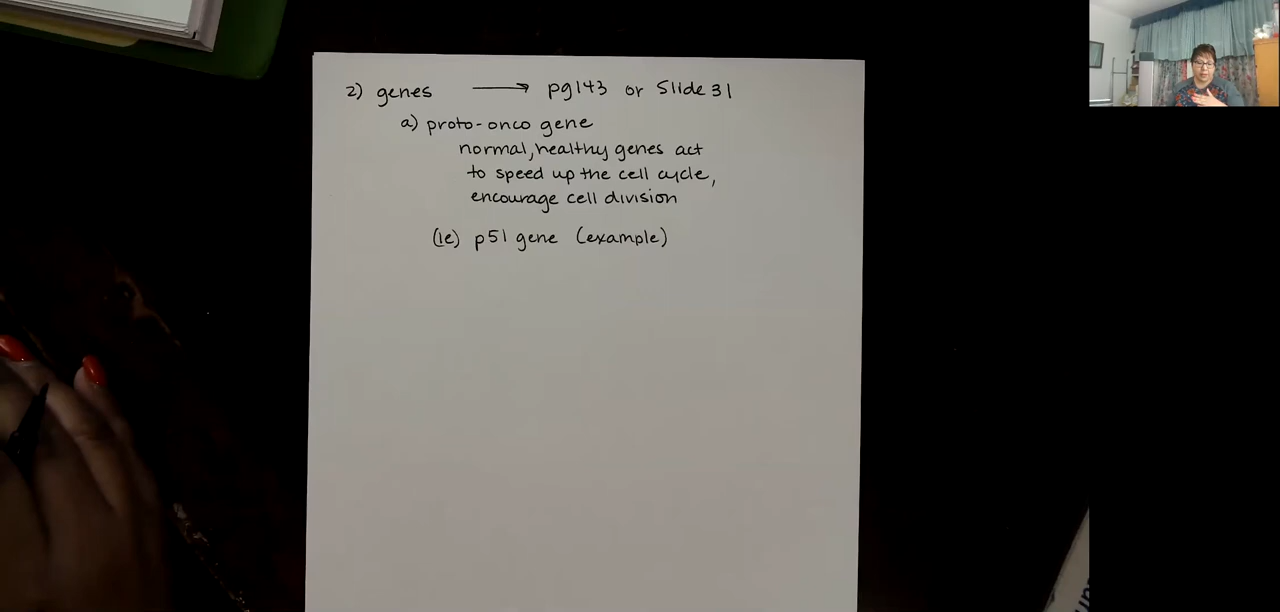 2) genes → pg143 or Slide 31
a) proto-onco gene
normal, healthy genes act
to speed up the cell cycle,
encourage cell division
(ie) p51 gene (example)